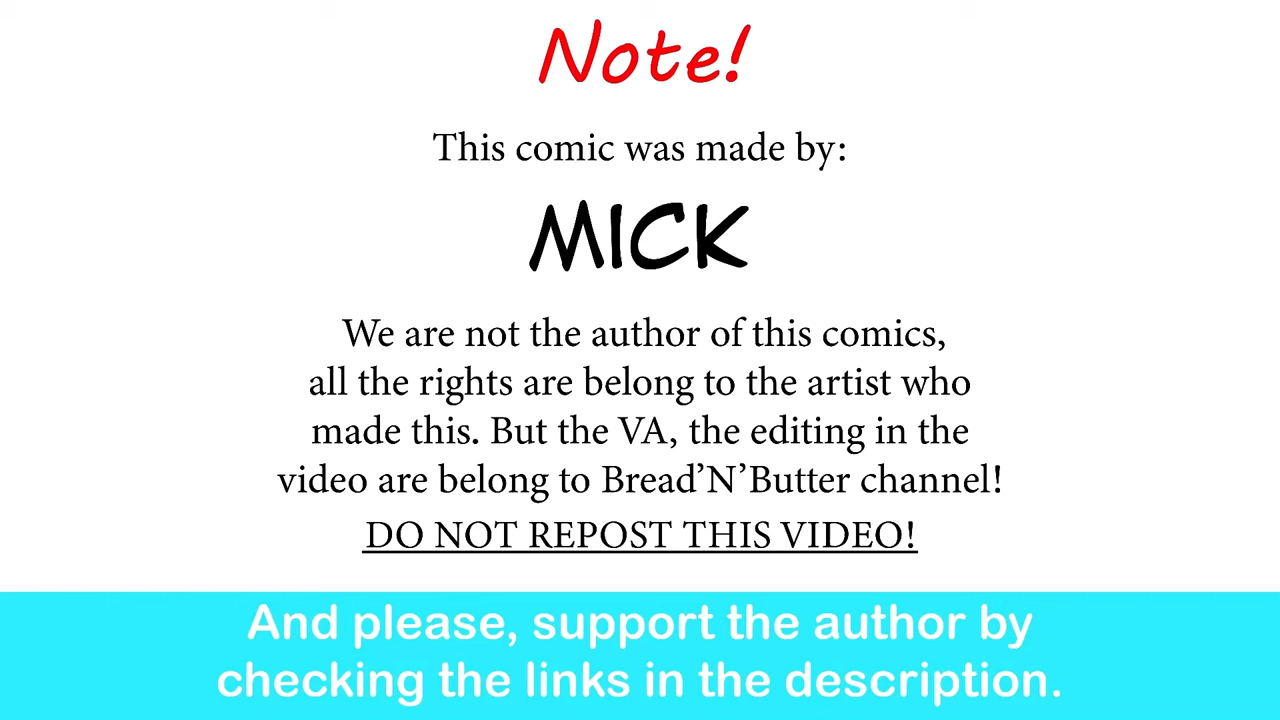 Note!
This comic was made by:
MICK
We are not the author of this comics,
all the rights are belong to the artist who
made this. But the VA, the editing in the
video are belong to Bread’N’Butter channel!
DO NOT REPOST THIS VIDEO!
And please, support the author by
checking the links in the description.